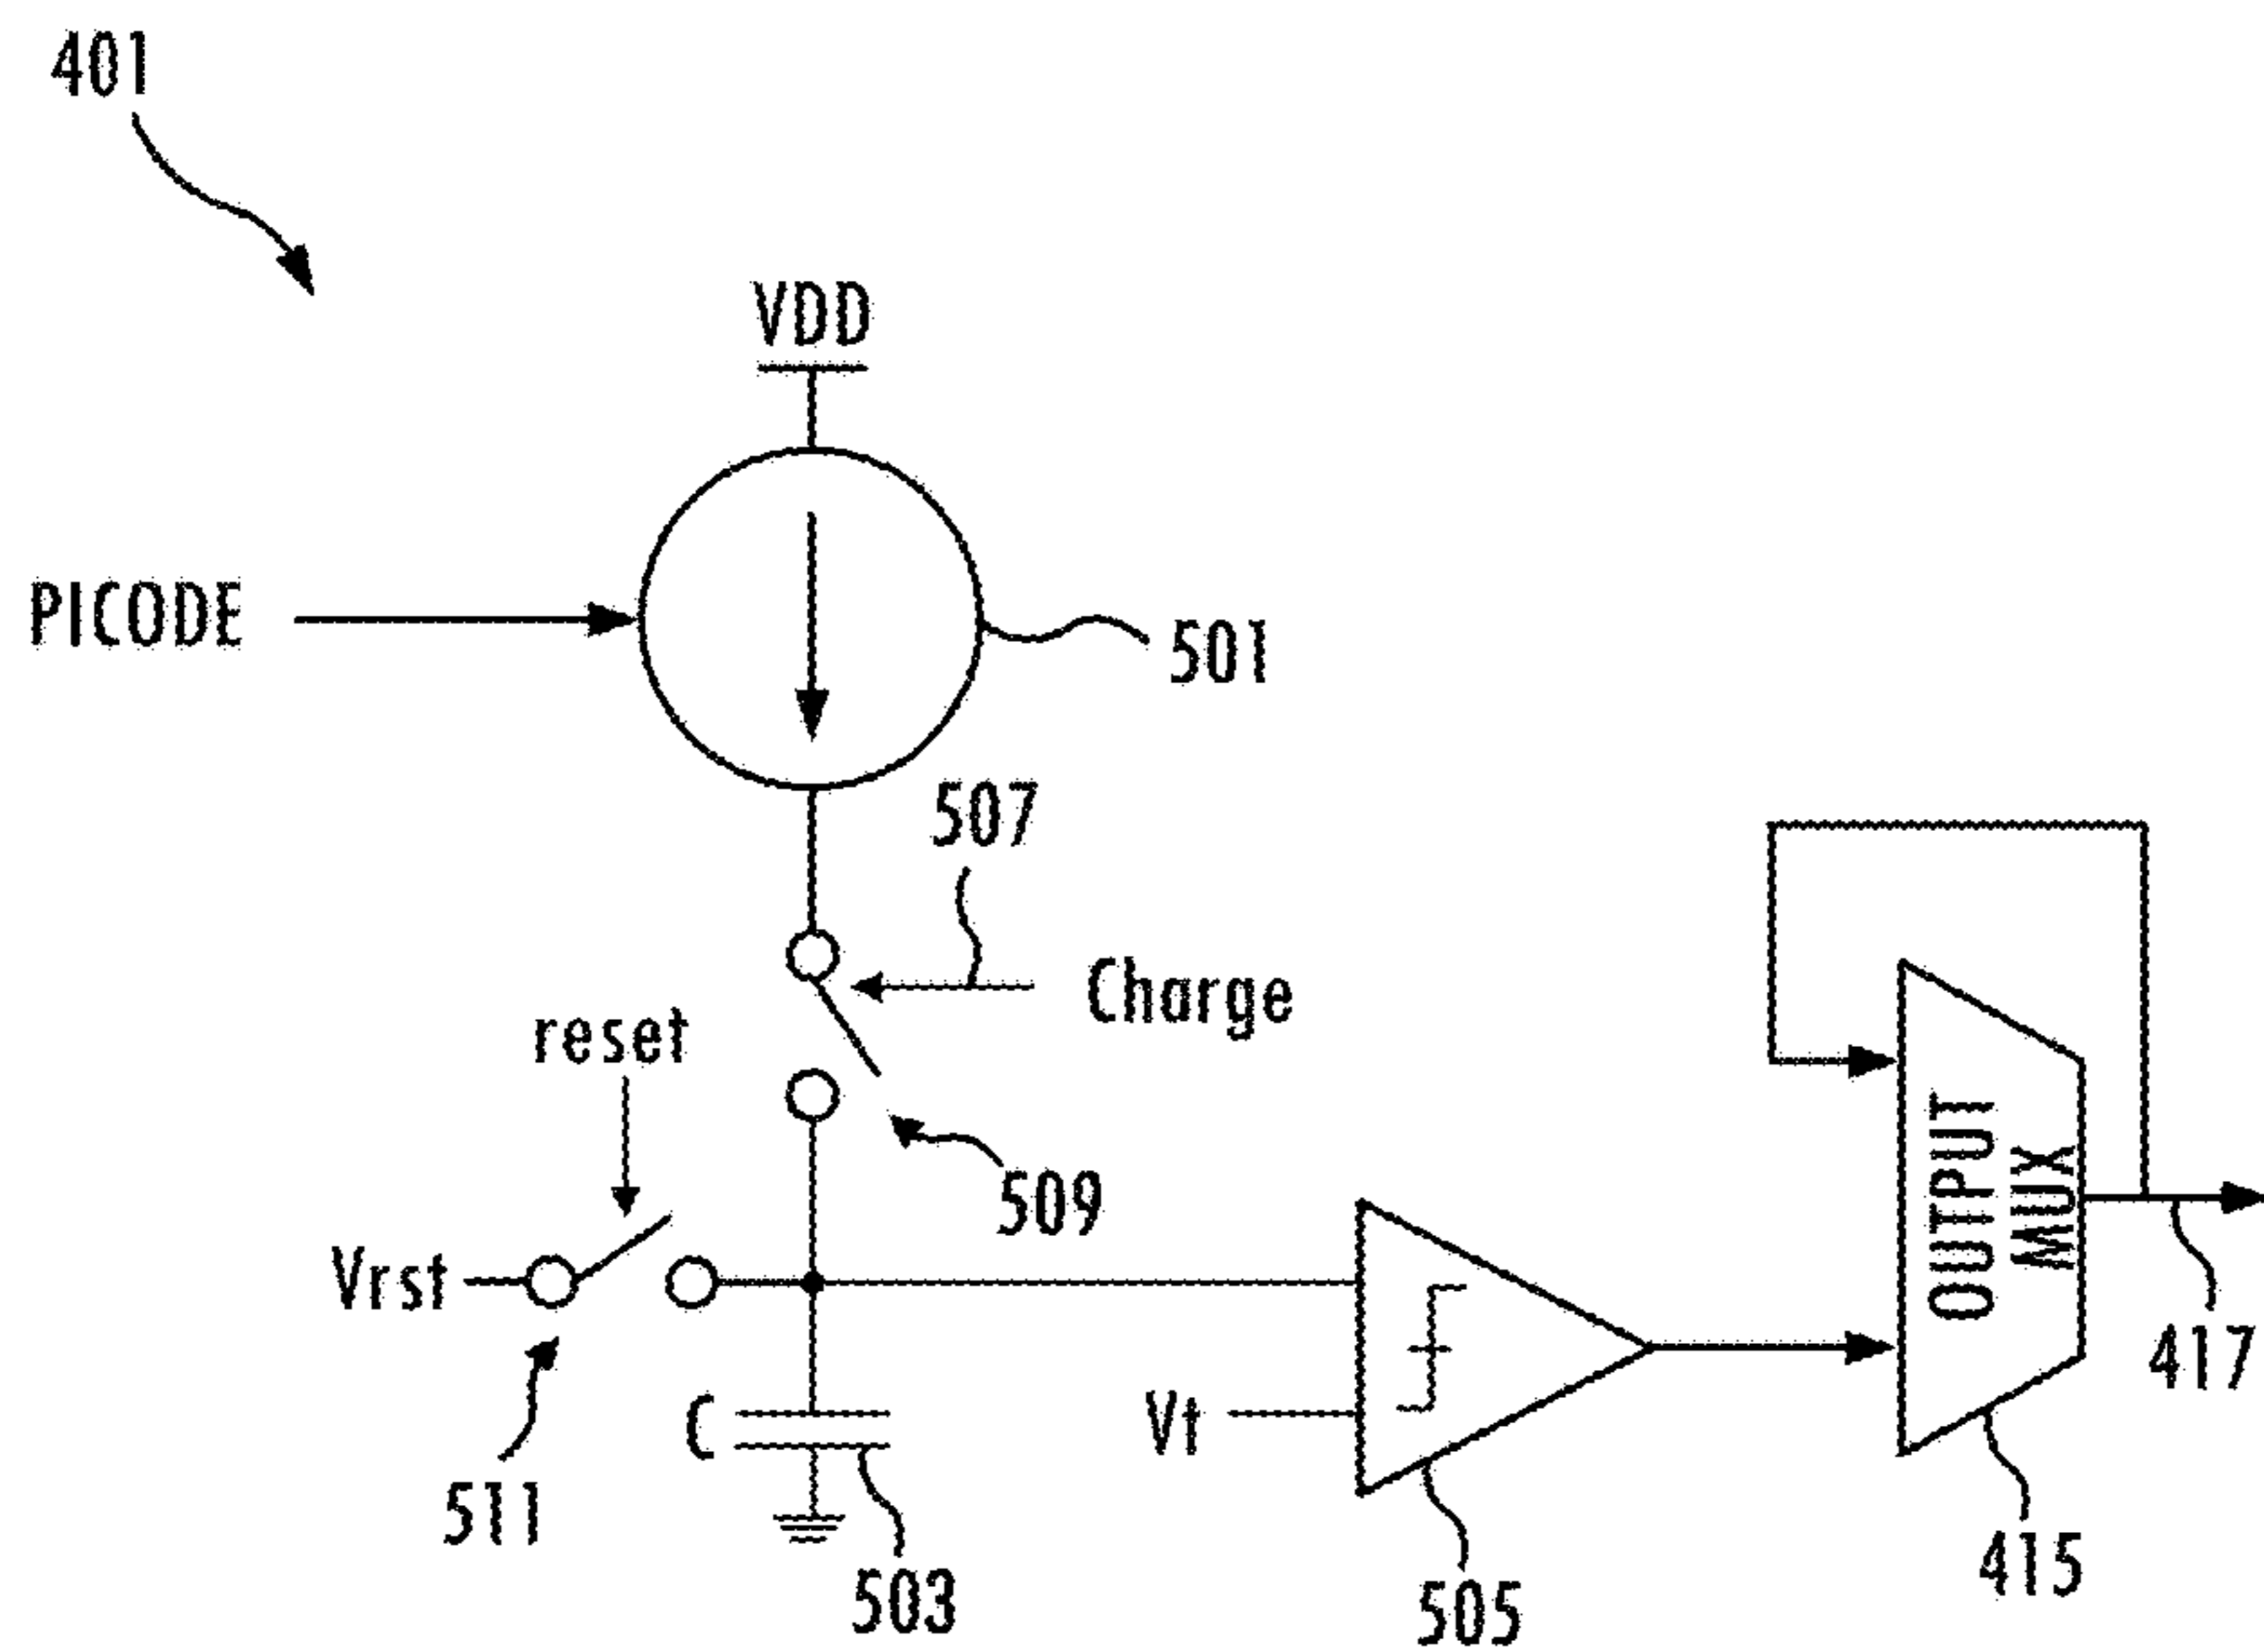 401
VDD
PICODE
501
507
Charge
reset
509
Vrst
511
C
503
Vt
505
OUTPUT
MUX
417
415